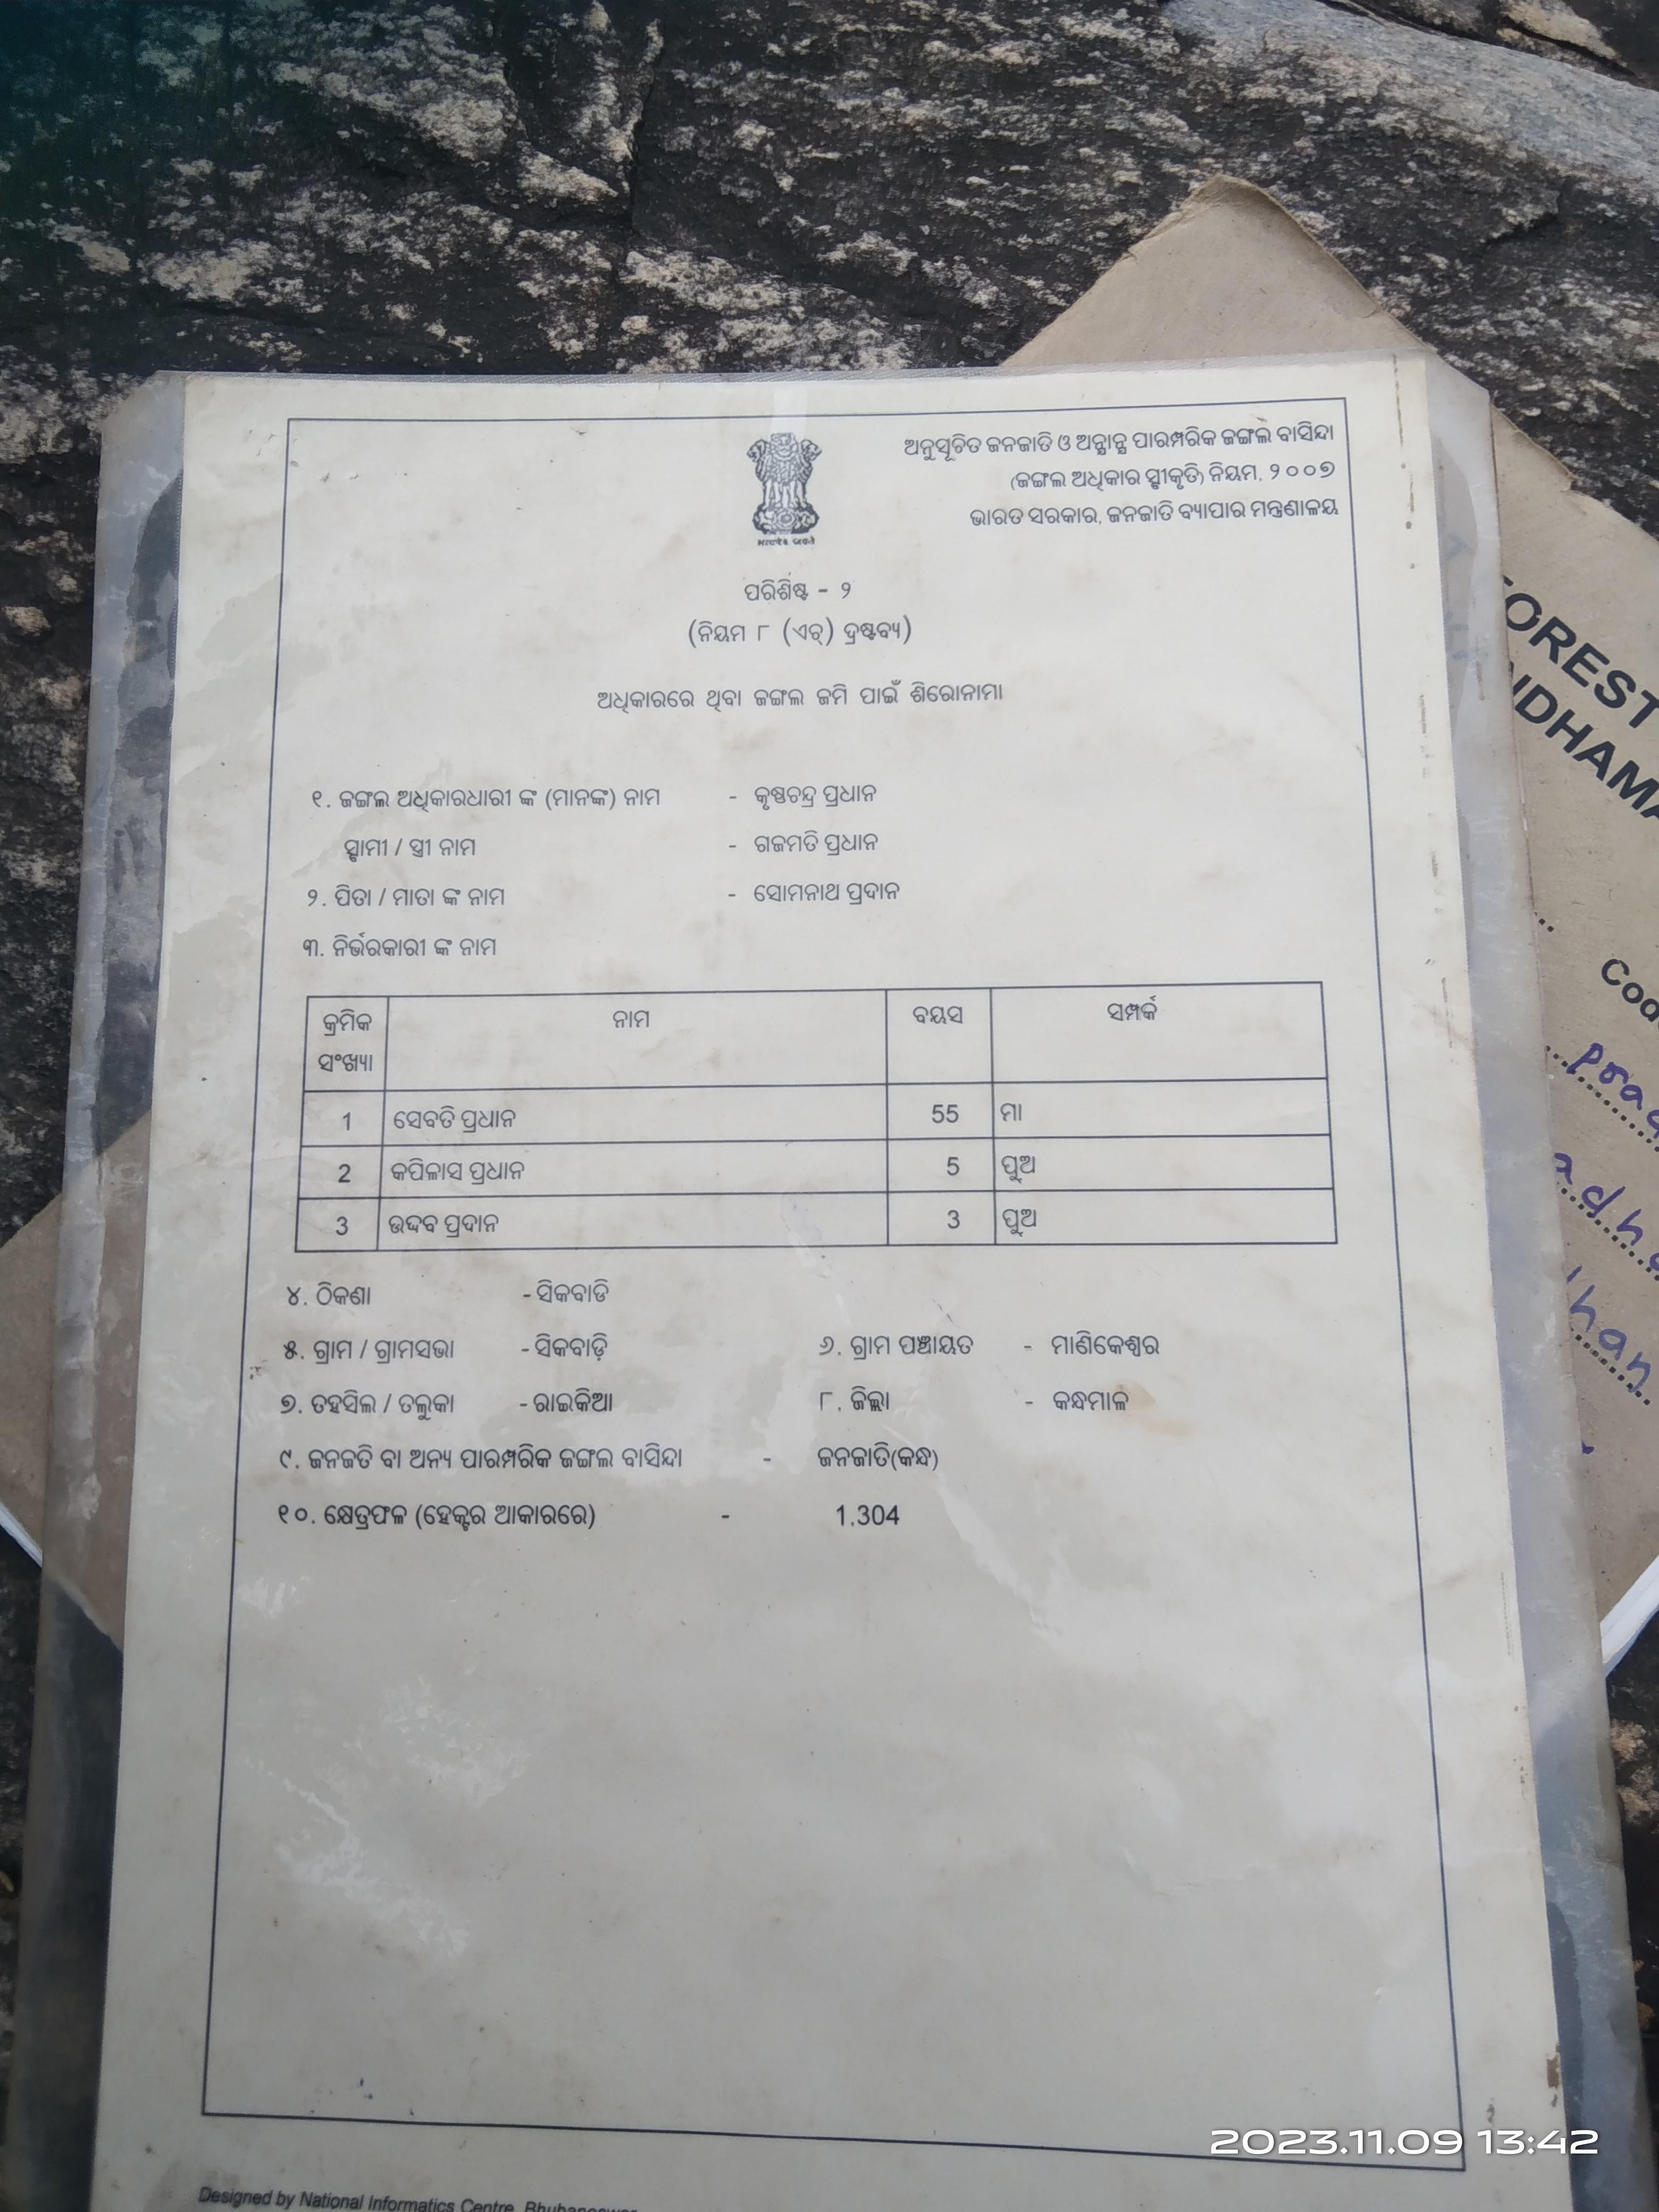 ଅନୁସୂଚିତ ଜନଜାତି ଓ ଅନ୍ଯାନ୍ଯ ପାରମ୍ପରିକ ଜଙ୍ଗଲ ବାସିନ୍ଦା
(ଜଙ୍ଗଲ ଅଧିକାର ସ୍ବୀକୃତି) ନିୟମ, ୨୦୦୭
ଭାରତ ସରକାର, ଜନଜାତି ବ୍ୟାପାର ମନ୍ତ୍ରଣାଳୟ
ପରିଶିଷ୍ଟ - ୨
(ନିୟମ ୮ (ଏଚ୍) ଦ୍ରଷ୍ଟବ୍ୟ)
ଅଧିକାରରେ ଥିବା ଜଙ୍ଗଲ ଜମି ପାଇଁ ଶିରୋନାମା
୧. ଜଙ୍ଗଲ ଅଧିକାରଧାରୀ ଙ୍କ (ମାନଙ୍କ) ନାମ - କୃଷ୍ଣଚନ୍ଦ୍ର ପ୍ରଧାନ
ସ୍ବାମୀ / ସ୍ତ୍ରୀ ନାମ - ଗଜମତି ପ୍ରଧାନ
୨. ପିତା / ମାତା ଙ୍କ ନାମ - ସୋମନାଥ ପ୍ରଦାନ
୩. ନିର୍ଭରକାରୀ ଙ୍କ ନାମ
କ୍ରମିକ ସଂଖ୍ୟା ନାମ ବୟସ ସମ୍ପର୍କ
1 ସେବତି ପ୍ରଧାନ 55 ମା
2 କପିଳାସ ପ୍ରଧାନ 5 ପୁଅ
3 ଉଦ୍ଦବ ପ୍ରଦାନ 3 ପୁଅ
୪. ଠିକଣା - ସିକବାଡି
୫. ଗ୍ରାମ / ଗ୍ରାମସଭା - ସିକବାଡ଼ି ୬. ଗ୍ରାମ ପଞ୍ଚାୟତ - ମାଣିକେଶ୍ୱର
୭. ତହସିଲ / ତଲୁକା - ରାଇକିଆ ୮. ଜିଲ୍ଲା - କନ୍ଧମାଳ
୯. ଜନଜତି ବା ଅନ୍ୟ ପାରମ୍ପରିକ ଜଙ୍ଗଲ ବାସିନ୍ଦା - ଜନଜାତି(କନ୍ଧ)
୧୦. କ୍ଷେତ୍ରଫଳ (ହେକ୍ଟର ଆକାରରେ) - 1.304
Designed by National Informatics Centre, Bhubaneswar
2023.11.09 13:42